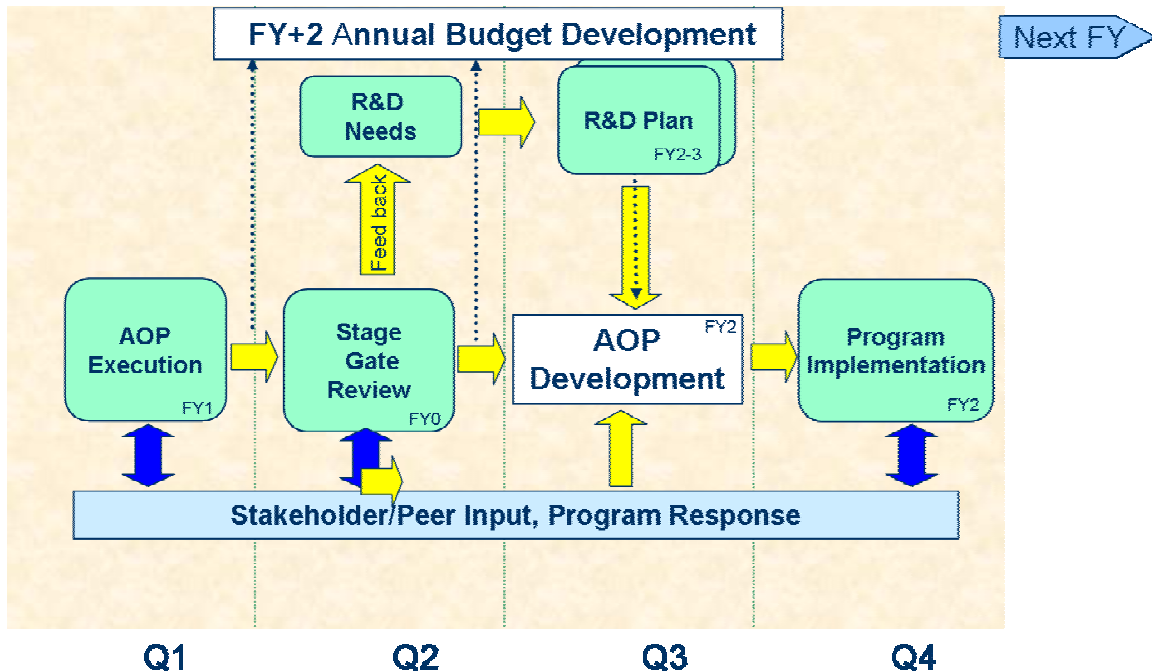 FY+2 Annual Budget Development
Next FY
R&D
Needs
R&D Plan
FY2-3
Feed back
AOP
Execution
FY1
Stage
Gate
Review
FY0
FY2
AOP
Development
Program
Implementation
FY2
Stakeholder/Peer Input, Program Response
Q1
Q2
Q3
Q4